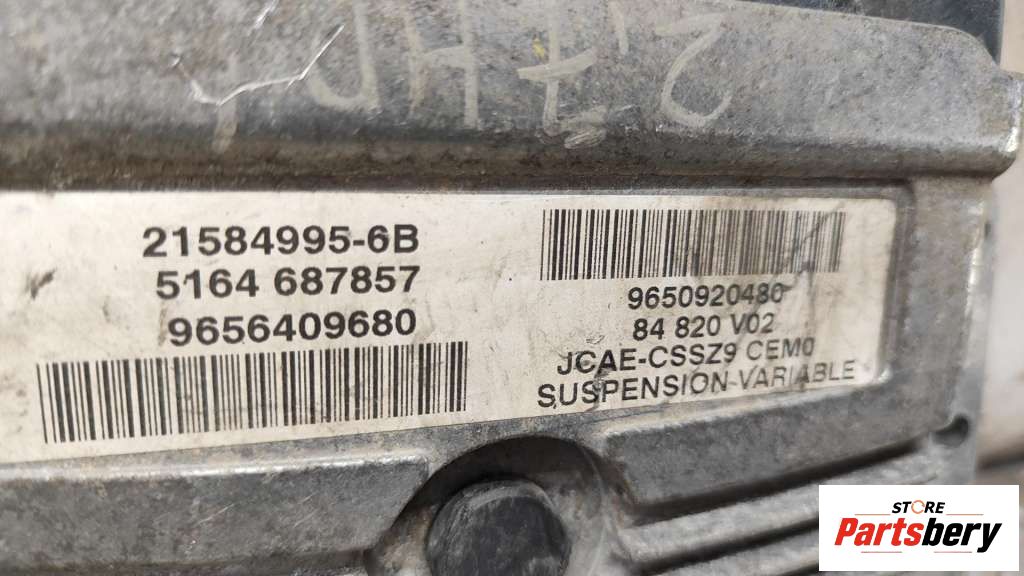 2.7HDI
21584995-6B
5164 687857
9656409680
9650920480
84 820 V02
JCAE-CSSZ9 CEM0
SUSPENSION-VARIABLE
STORE
Partsbery